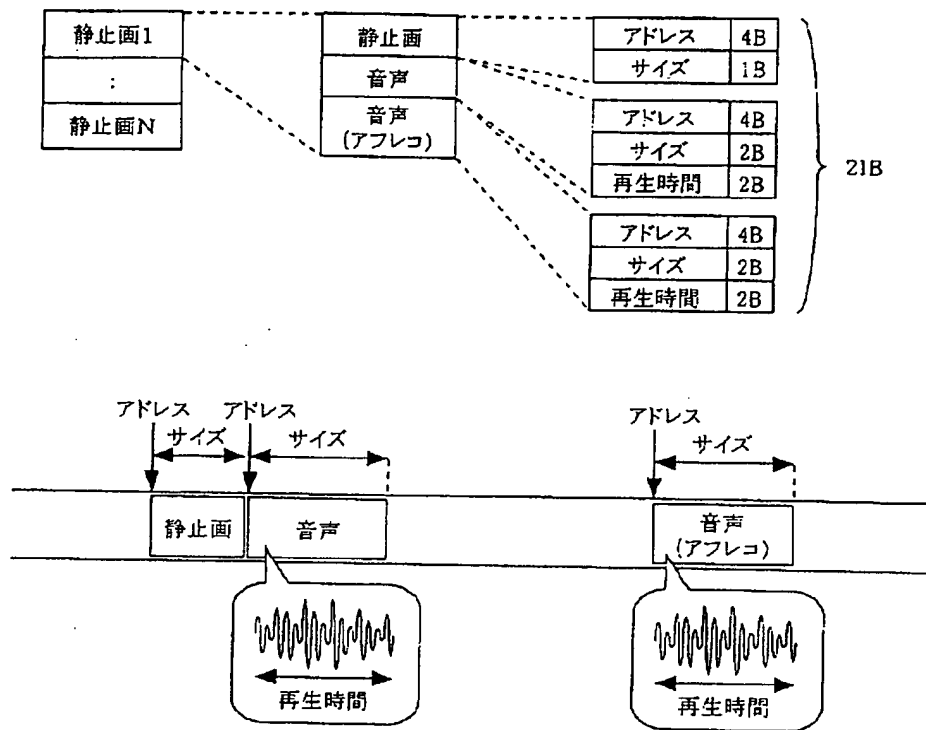 静止画1
:
静止画N
静止画
音声
音声
(アフレコ)
アドレス 4B
サイズ 1B
アドレス 4B
サイズ 2B
再生時間 2B
アドレス 4B
サイズ 2B
再生時間 2B
21B
アドレス アドレス
サイズ サイズ
静止画 音声
再生時間
アドレス
サイズ
音声
(アフレコ)
再生時間